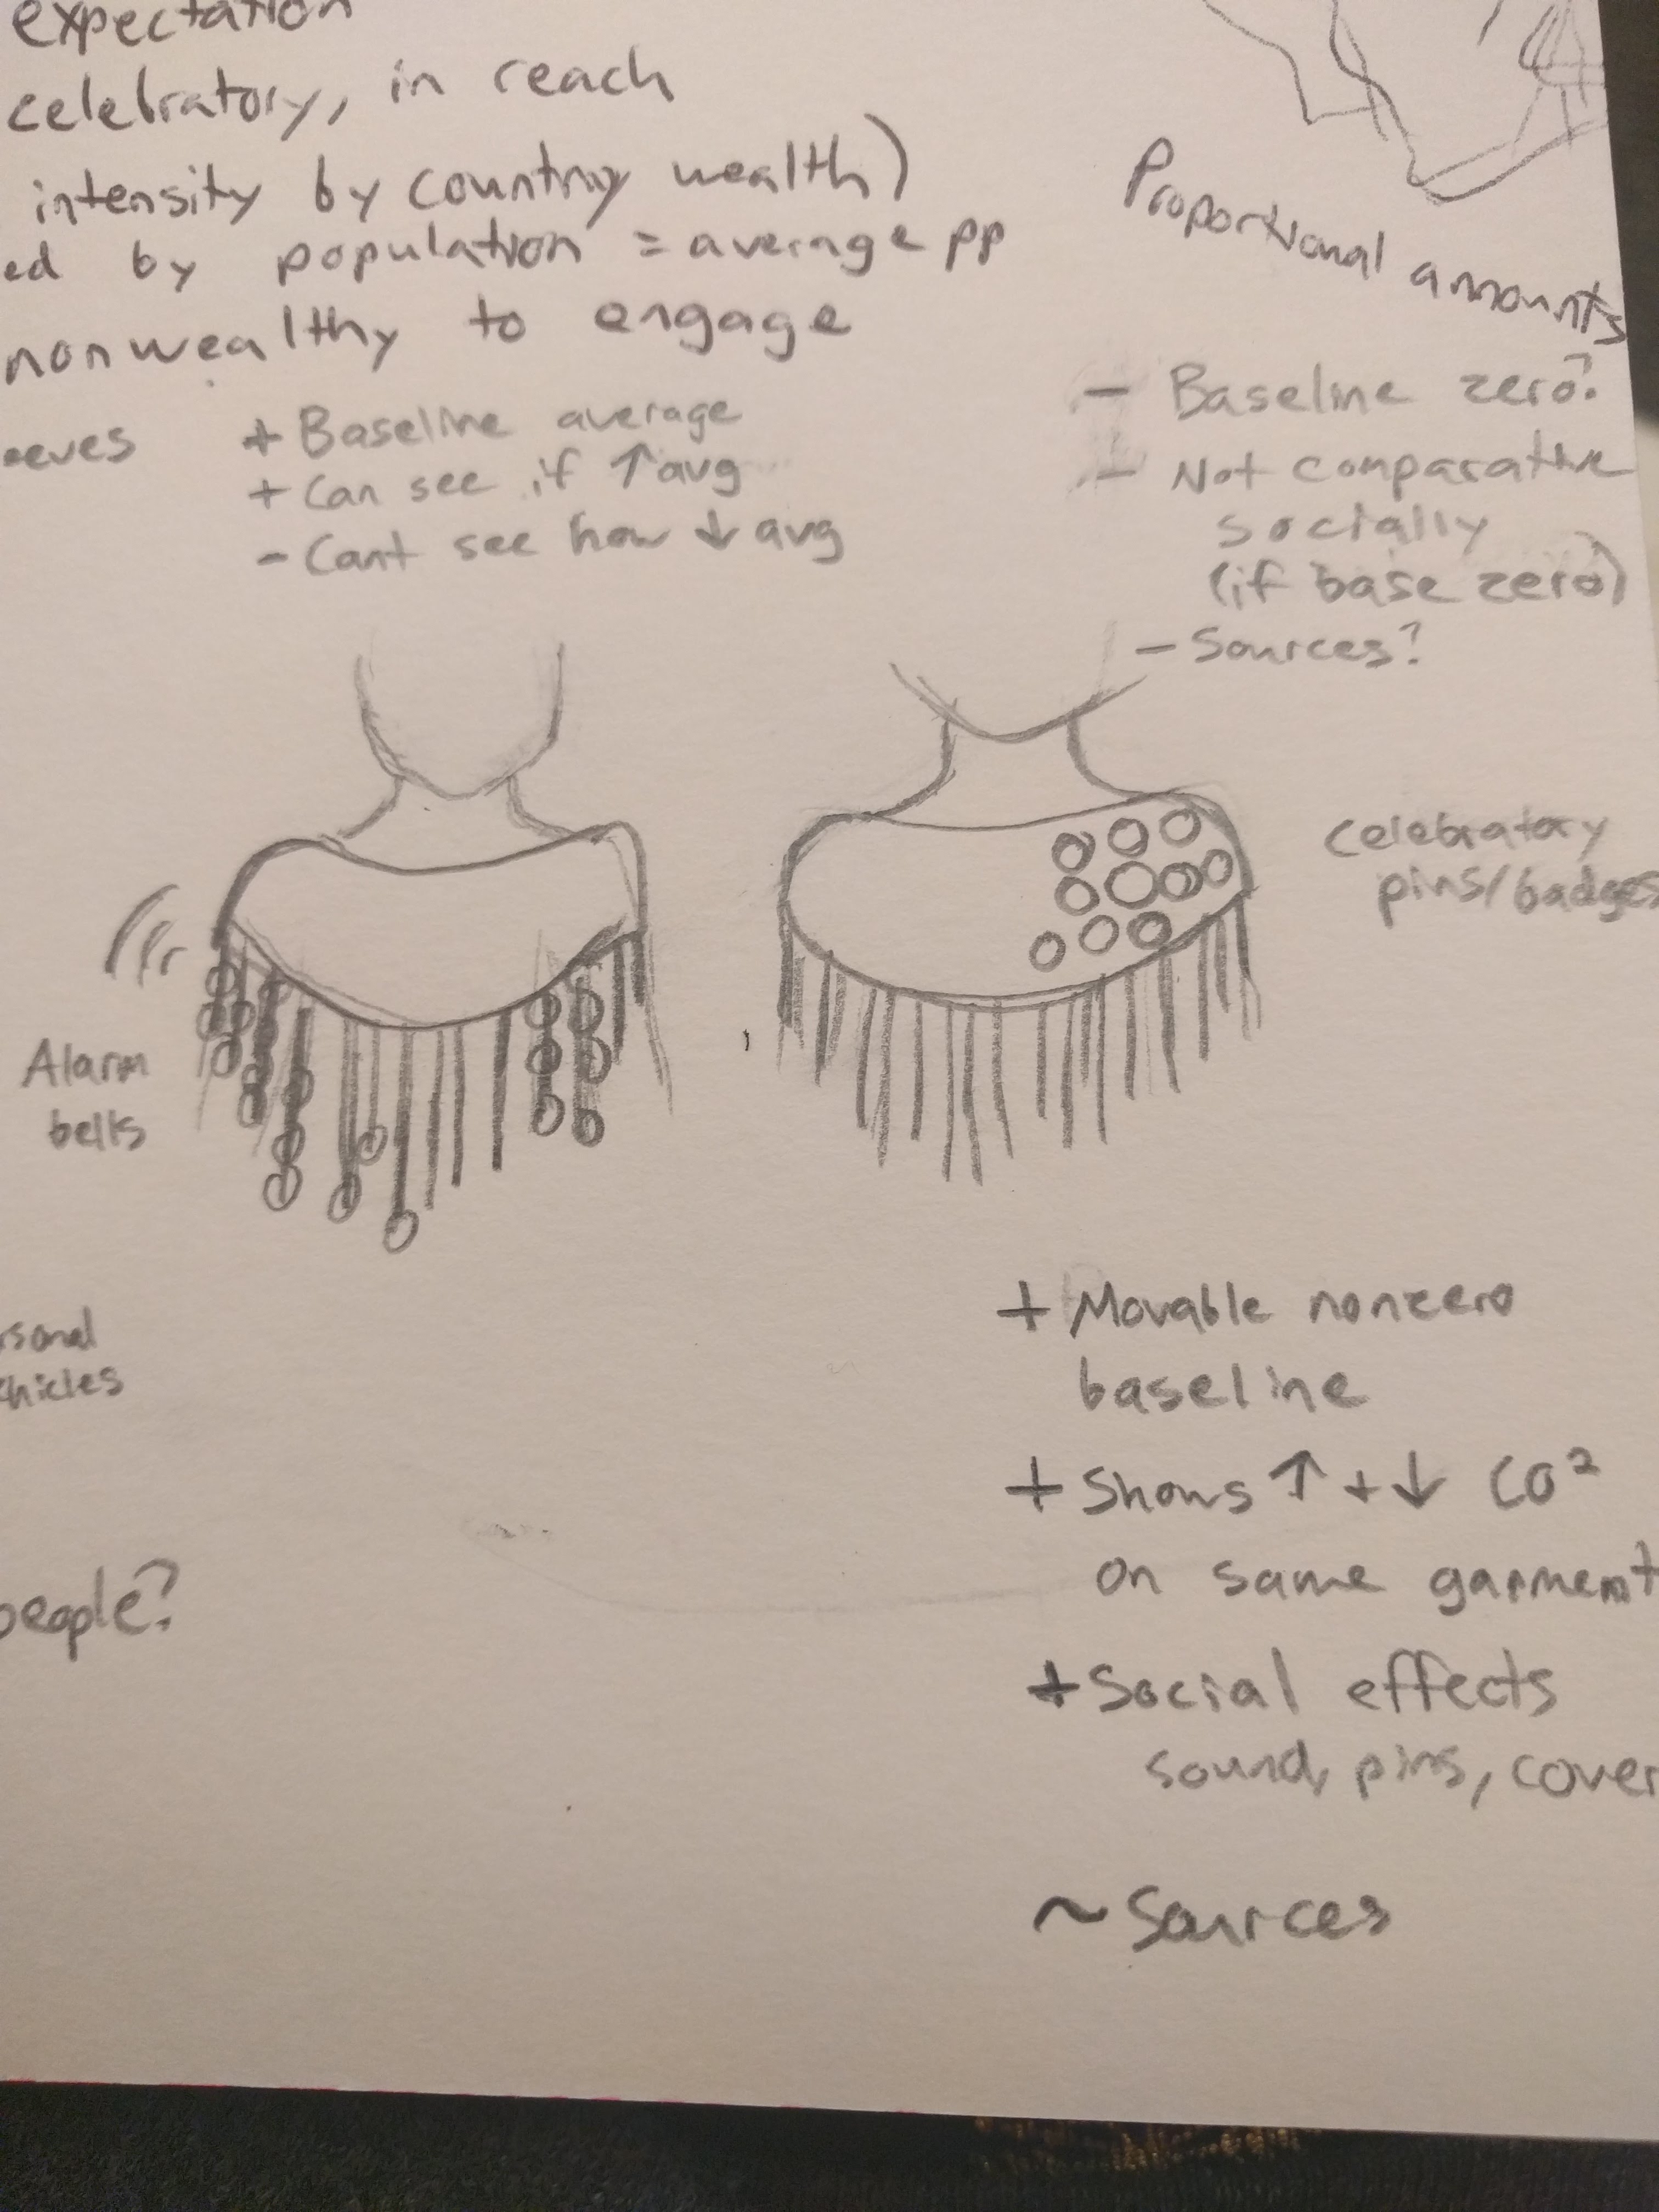 expectation
celebratory, in reach
intensity by country wealth)
ed by population = average pp
nonwealthy to engage
eeves
+ Baseline average
+ Can see if ↑ avg
- Cant see how ↓ avg
Proportional amounts
- Baseline zero?
- Not comparative
socially
(if base zero)
- Sources?
Alarm
bells
celebratory
pins/badges
rsonal
hicles
people?
+ Movable nonzero
baseline
+ Shows ↑ + ↓ CO²
on same garment
+ Social effects
sound, pins, cover
~ Sources